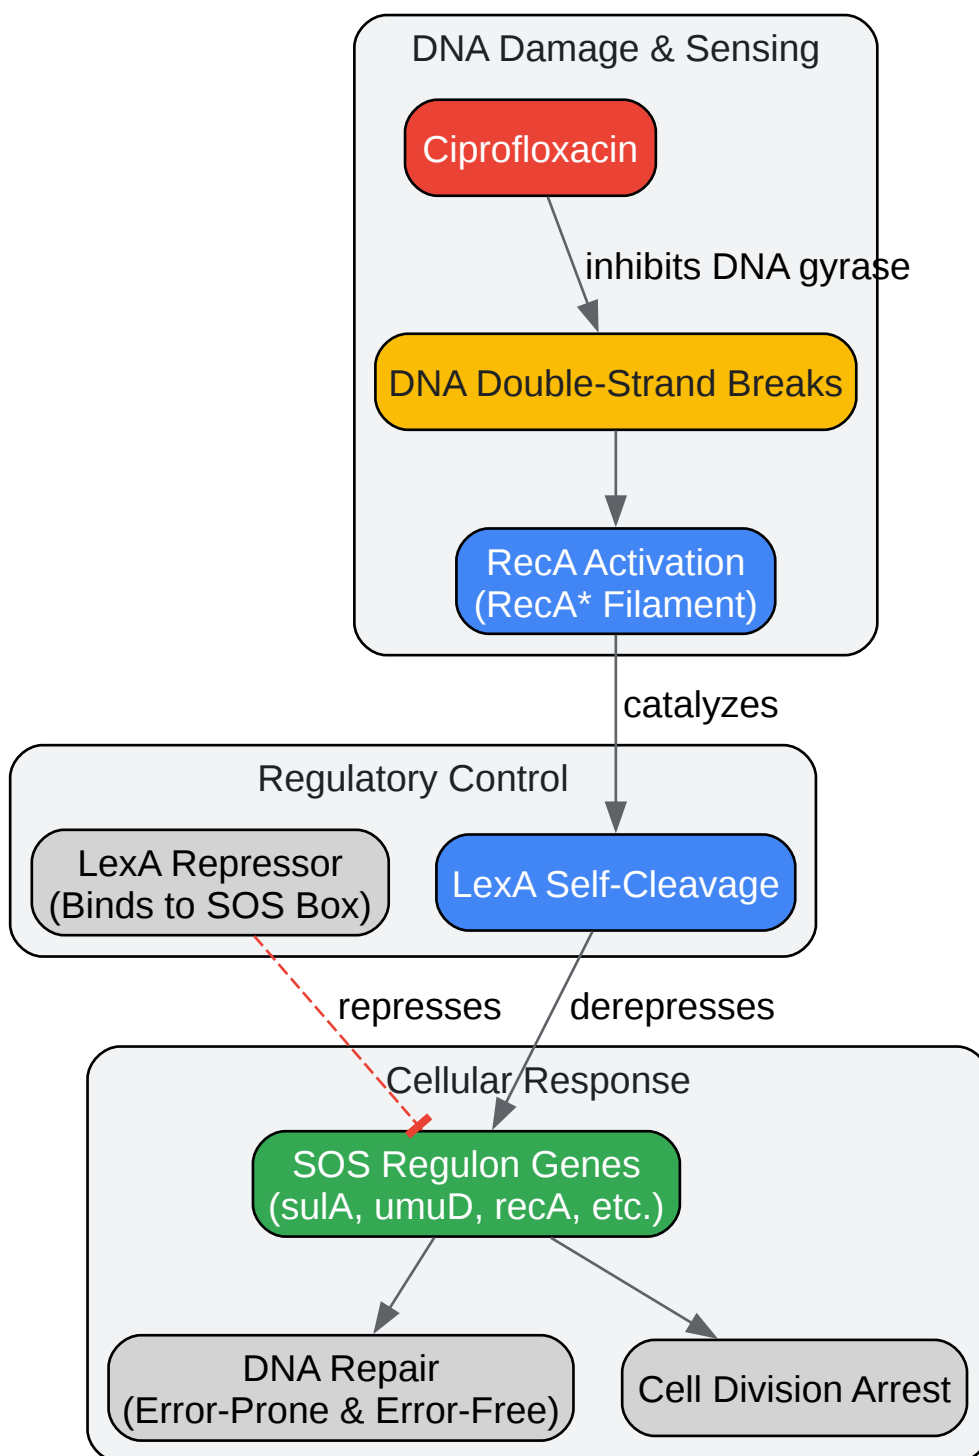 DNA Damage & Sensing
Ciprofloxacin
inhibits DNA gyrase
DNA Double-Strand Breaks
RecA Activation
(RecA* Filament)
catalyzes
Regulatory Control
LexA Repressor
(Binds to SOS Box)
LexA Self-Cleavage
represses
derepresses
Cellular Response
SOS Regulon Genes
(sulA, umuD, recA, etc.)
DNA Repair
(Error-Prone & Error-Free)
Cell Division Arrest